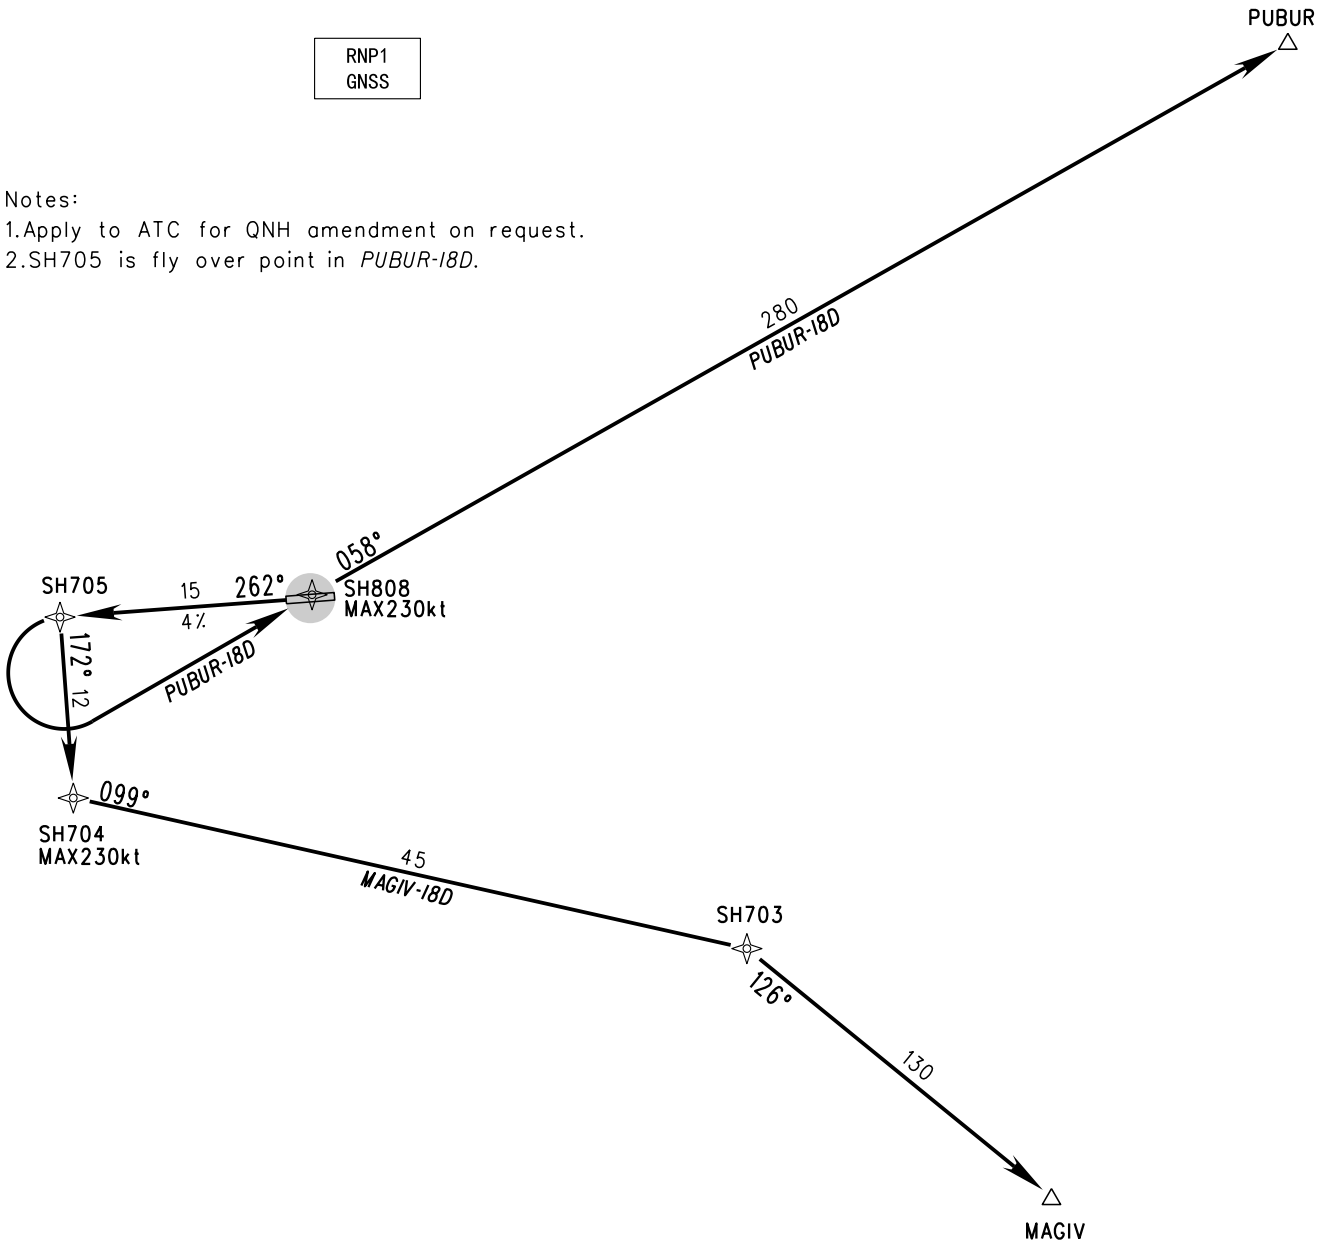 PUBUR
RNP1
GNSS
Notes:
1.Apply to ATC for QNH amendment on request.
2.SH705 is fly over point in PUBUR-18D.
280
PUBUR-18D
058°
SH705
15
262°
4%
SH808
MAX230kt
172°
12
PUBUR-18D
099°
SH704
MAX230kt
45
MAGIV-18D
SH703
126°
130
MAGIV